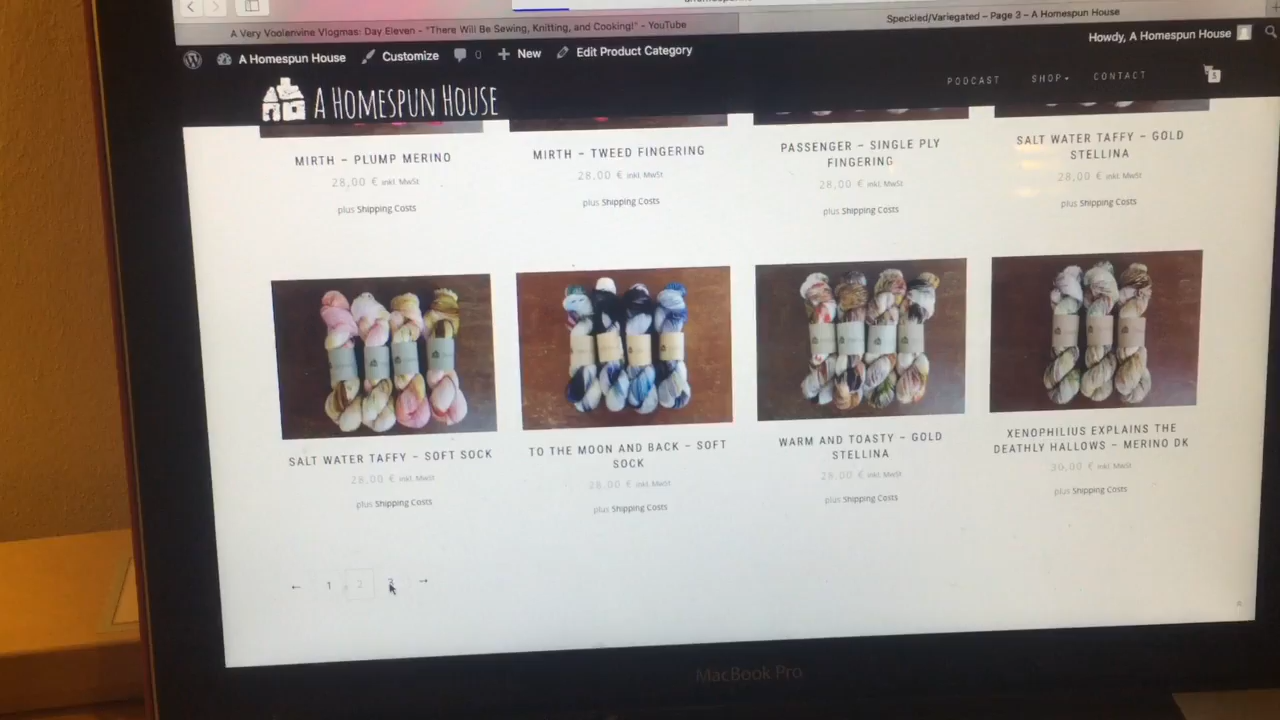 A Very Woolenvine Vlogmas: Day Eleven - "There Will Be Sewing, Knitting, and Cooking!" - YouTube
Speckled/Variegated – Page 3 – A Homespun House
A Homespun House
Customize
0
New
Edit Product Category
Howdy, A Homespun House
A HOMESPUN HOUSE
PODCAST
SHOP
CONTACT
3
MIRTH – PLUMP MERINO
28,00 € inkl. MwSt
plus Shipping Costs
MIRTH – TWEED FINGERING
28,00 € inkl. MwSt
plus Shipping Costs
PASSENGER – SINGLE PLY
FINGERING
28,00 € inkl. MwSt
plus Shipping Costs
SALT WATER TAFFY – GOLD
STELLINA
28,00 € inkl. MwSt
plus Shipping Costs
SALT WATER TAFFY – SOFT SOCK
28,00 € inkl. MwSt
plus Shipping Costs
TO THE MOON AND BACK – SOFT
SOCK
28,00 € inkl. MwSt
plus Shipping Costs
WARM AND TOASTY – GOLD
STELLINA
28,00 € inkl. MwSt
plus Shipping Costs
XENOPHILIUS EXPLAINS THE
DEATHLY HALLOWS – MERINO DK
30,00 € inkl. MwSt
plus Shipping Costs
← 1 2 3 →
MacBook Pro